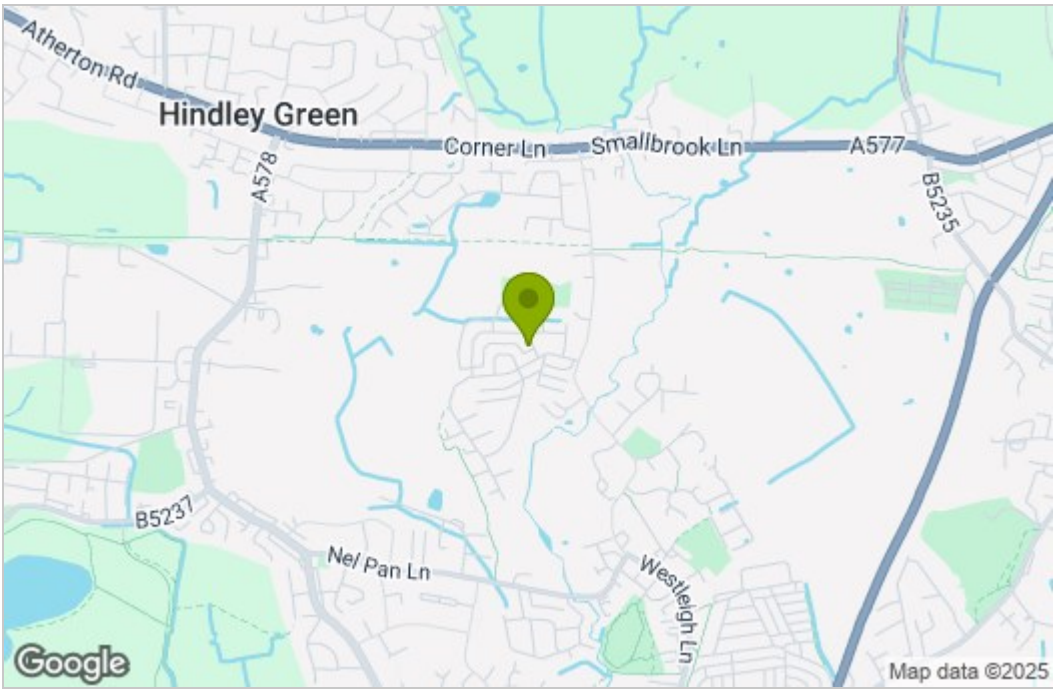 Atherton Rd
Hindley Green
Corner Ln
Smallbrook Ln
A577
A578
B5235
B5237
Nel Pan Ln
Westleigh Ln
Google
Map data ©2025